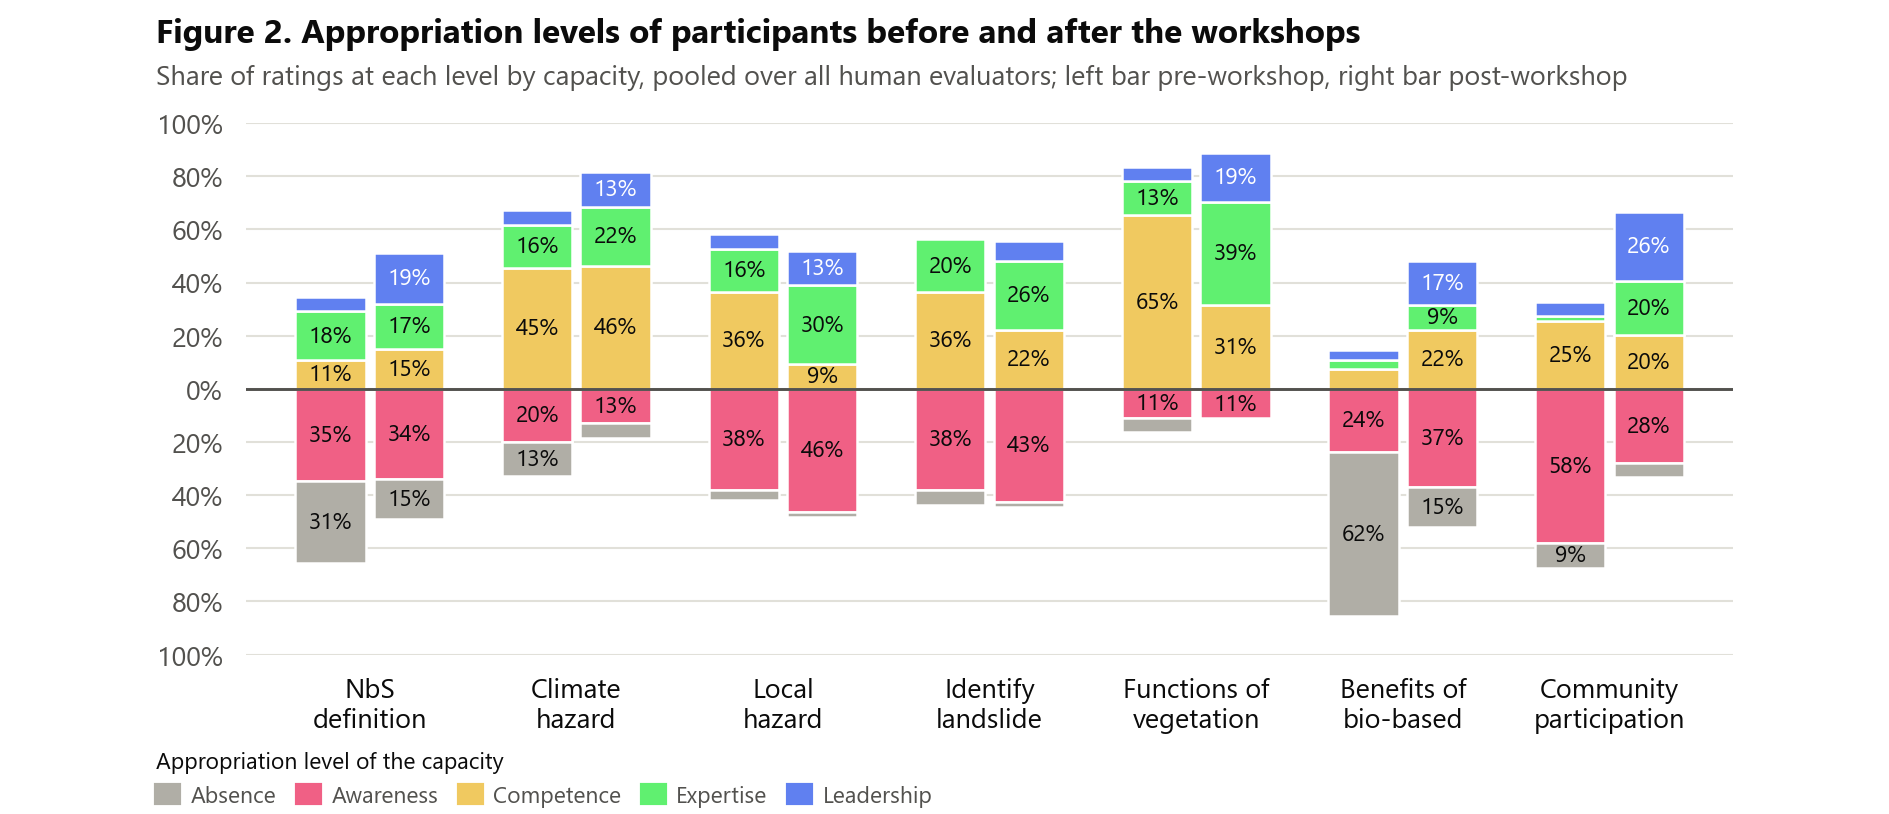 Figure 2. Appropriation levels of participants before and after the workshops
Share of ratings at each level by capacity, pooled over all human evaluators; left bar pre-workshop, right bar post-workshop
100%
80%
60%
40%
20%
0%
20%
40%
60%
80%
100%
18%
11%
35%
31%
19%
17%
15%
34%
15%
16%
45%
20%
13%
13%
22%
46%
13%
16%
36%
38%
13%
30%
9%
46%
20%
36%
38%
26%
22%
43%
13%
65%
11%
19%
39%
31%
11%
24%
62%
17%
9%
22%
37%
15%
25%
58%
9%
26%
20%
20%
28%
NbS
definition
Climate
hazard
Local
hazard
Identify
landslide
Functions of
vegetation
Benefits of
bio-based
Community
participation
Appropriation level of the capacity
Absence
Awareness
Competence
Expertise
Leadership